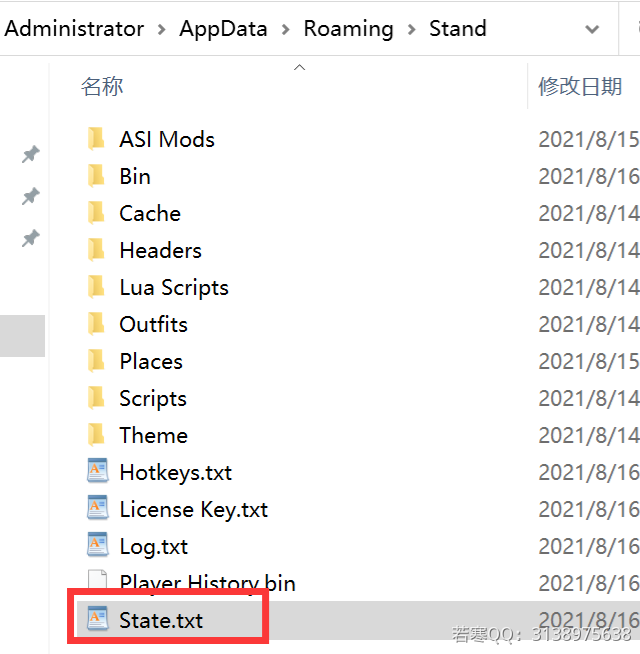 Administrator > AppData > Roaming > Stand
名称 修改日期
ASI Mods 2021/8/15
Bin 2021/8/16
Cache 2021/8/14
Headers 2021/8/14
Lua Scripts 2021/8/14
Outfits 2021/8/14
Places 2021/8/15
Scripts 2021/8/14
Theme 2021/8/14
Hotkeys.txt 2021/8/16
License Key.txt 2021/8/16
Log.txt 2021/8/16
Player History.bin 2021/8/16
State.txt 2021/8/16
若寒QQ：3138975638